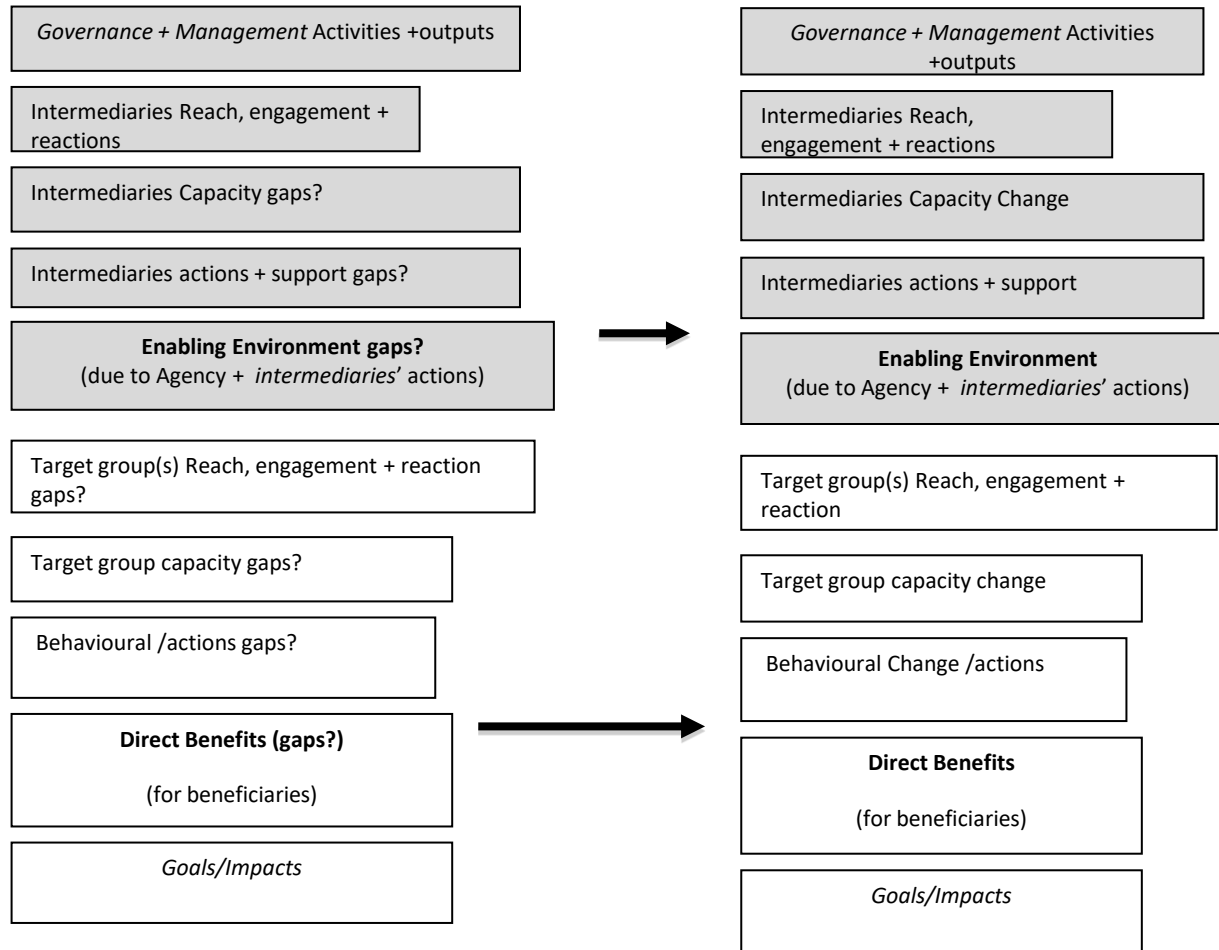 Governance + Management Activities +outputs
Intermediaries Reach, engagement +
reactions
Intermediaries Capacity gaps?
Intermediaries actions + support gaps?
Enabling Environment gaps?
(due to Agency + intermediaries’ actions)
Target group(s) Reach, engagement + reaction
gaps?
Target group capacity gaps?
Behavioural /actions gaps?
Direct Benefits (gaps?)
(for beneficiaries)
Goals/Impacts
Governance + Management Activities
+outputs
Intermediaries Reach,
engagement + reactions
Intermediaries Capacity Change
Intermediaries actions + support
Enabling Environment
(due to Agency + intermediaries’ actions)
Target group(s) Reach, engagement +
reaction
Target group capacity change
Behavioural Change /actions
Direct Benefits
(for beneficiaries)
Goals/Impacts